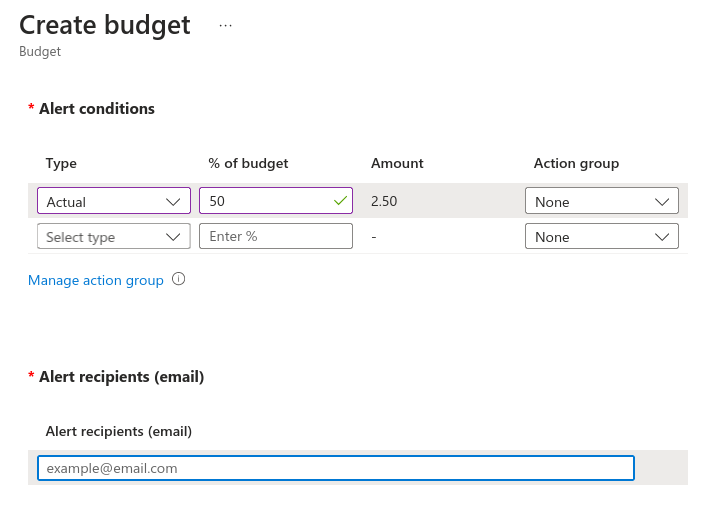 Create budget ...
Budget
* Alert conditions
Type % of budget Amount Action group
Actual 50 2.50 None
Select type Enter % - None
Manage action group
* Alert recipients (email)
Alert recipients (email)
example@email.com